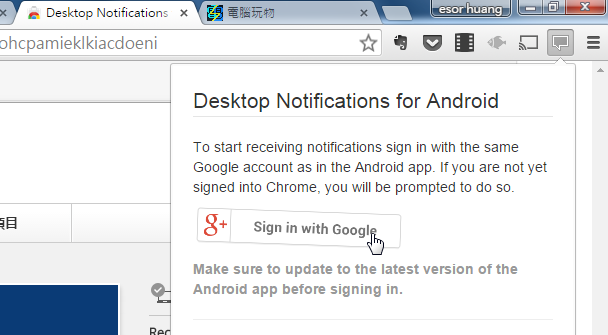 Desktop Notifications
電腦玩物
esor huang
ohcpamieklkiacdoeni
Desktop Notifications for Android
To start receiving notifications sign in with the same
Google account as in the Android app. If you are not yet
signed into Chrome, you will be prompted to do so.
g+ Sign in with Google
Make sure to update to the latest version of the
Android app before signing in.
項目
Rec